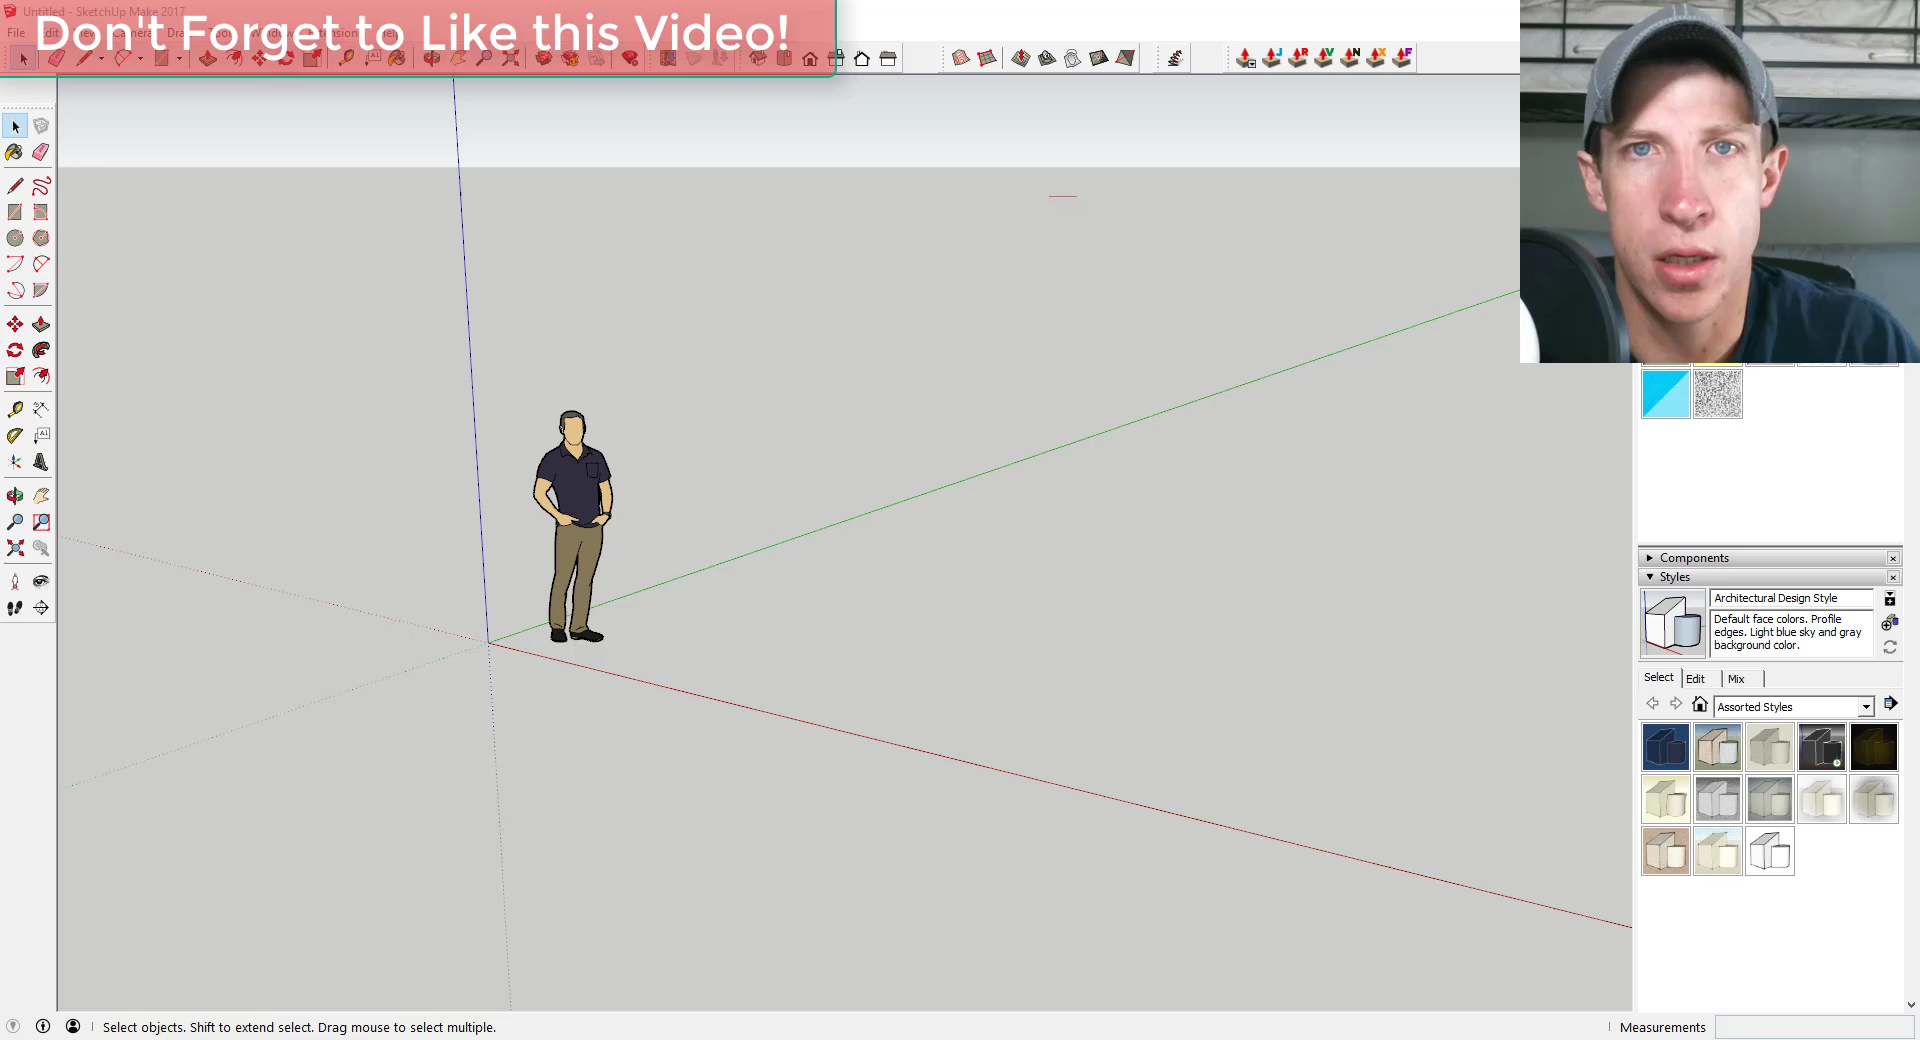 Untitled - SketchUp Make 2017
Don't Forget to Like this Video!
File
J
R
V
N
X
F
A1
Components
Styles
Architectural Design Style
Default face colors. Profile
edges. Light blue sky and gray
background color.
Select Edit Mix
Assorted Styles
Select objects. Shift to extend select. Drag mouse to select multiple.
Measurements